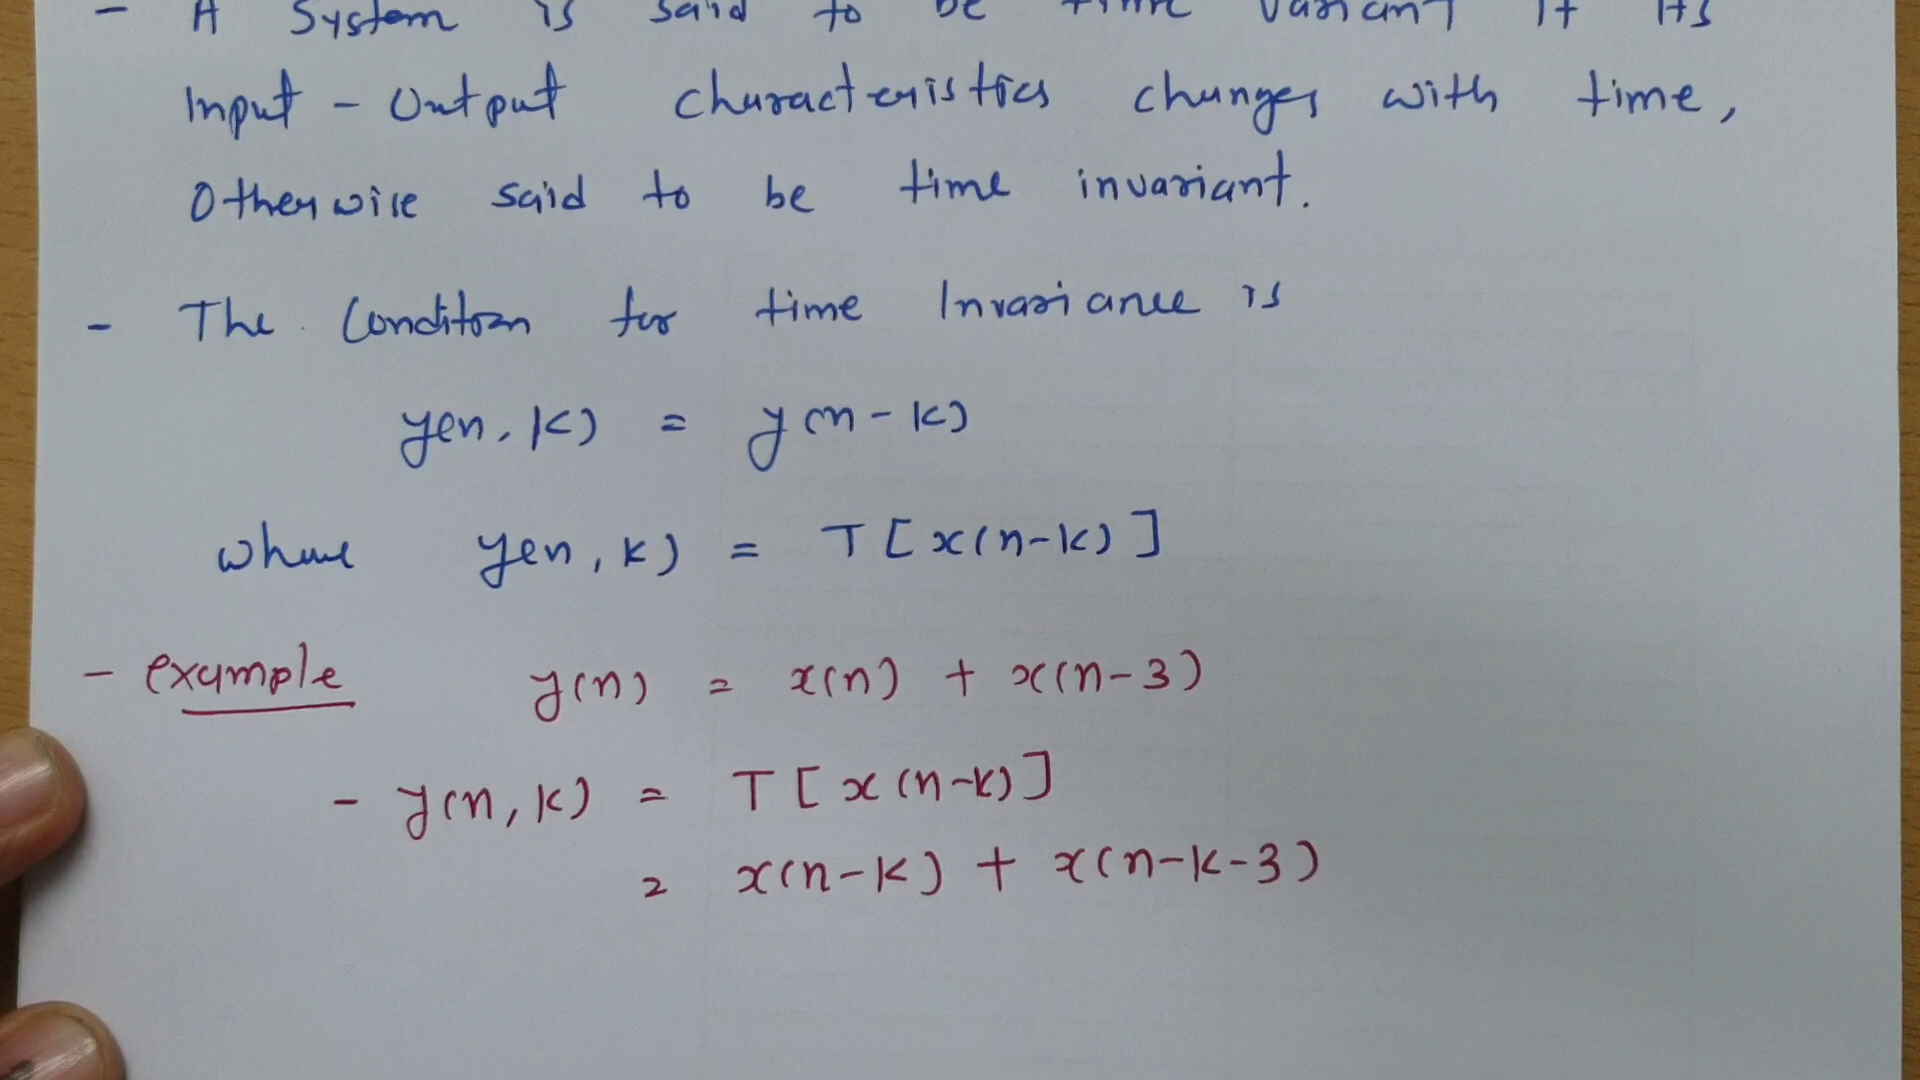 - A System is said to be time variant if its
Input - Output characteristics changes with time,
Otherwise said to be time invariant.
- The Condition for time Invariance is
y(n, k) = y(n-k)
where y(n, k) = T[x(n-k)]
- example y(n) = x(n) + x(n-3)
- y(n, k) = T[x(n-k)]
= x(n-k) + x(n-k-3)